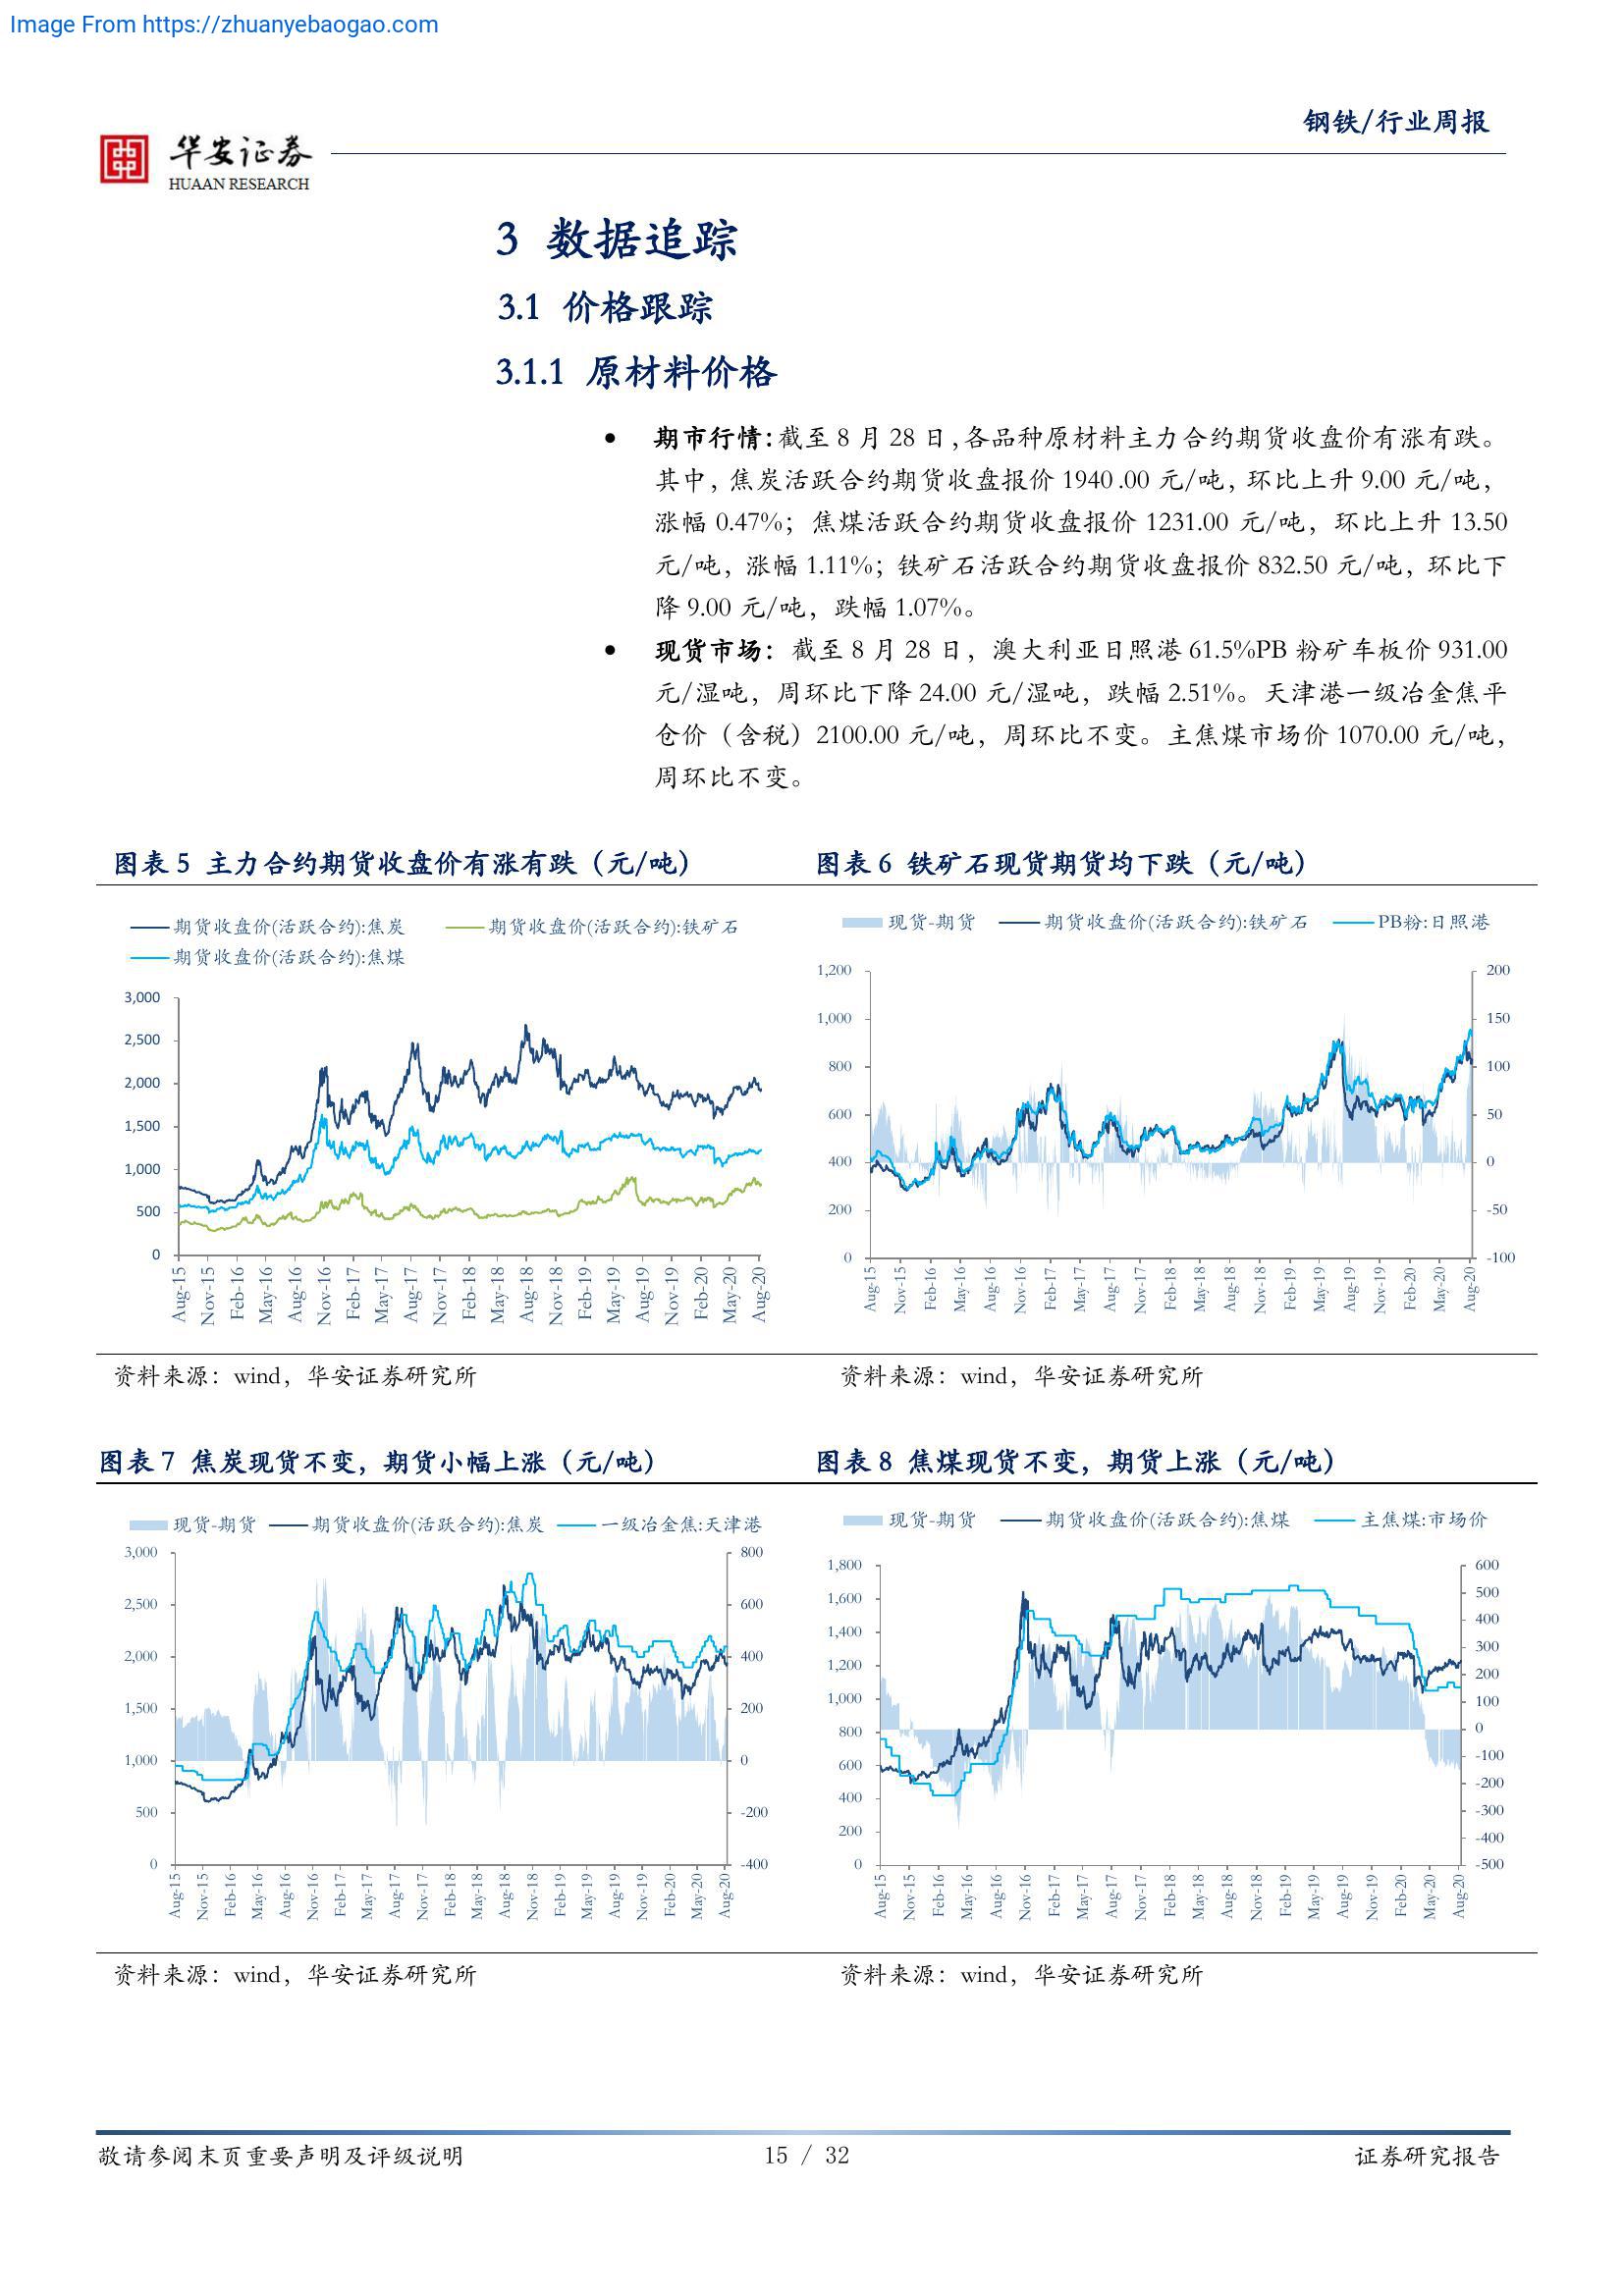 Image From https://zhuanyebaogao.com
钢铁/行业周报
华安证券
HUAAN RESEARCH
3 数据追踪
3.1 价格跟踪
3.1.1 原材料价格
• 期市行情：截至 8 月 28 日，各品种原材料主力合约期货收盘价有涨有跌。
其中，焦炭活跃合约期货收盘报价 1940.00 元/吨，环比上升 9.00 元/吨，
涨幅 0.47%；焦煤活跃合约期货收盘报价 1231.00 元/吨，环比上升 13.50
元/吨，涨幅 1.11%；铁矿石活跃合约期货收盘报价 832.50 元/吨，环比下
降 9.00 元/吨，跌幅 1.07%。
• 现货市场：截至 8 月 28 日，澳大利亚日照港 61.5%PB 粉矿车板价 931.00
元/湿吨，周环比下降 24.00 元/湿吨，跌幅 2.51%。天津港一级冶金焦平
仓价（含税）2100.00 元/吨，周环比不变。主焦煤市场价 1070.00 元/吨，
周环比不变。
图表 5 主力合约期货收盘价有涨有跌（元/吨）
期货收盘价(活跃合约):焦炭 期货收盘价(活跃合约):铁矿石
期货收盘价(活跃合约):焦煤
3,000
2,500
2,000
1,500
1,000
500
0
Aug-15 Nov-15 Feb-16 May-16 Aug-16 Nov-16 Feb-17 May-17 Aug-17 Nov-17 Feb-18 May-18 Aug-18 Nov-18 Feb-19 May-19 Aug-19 Nov-19 Feb-20 May-20 Aug-20
资料来源：wind，华安证券研究所
图表 6 铁矿石现货期货均下跌（元/吨）
现货-期货 期货收盘价(活跃合约):铁矿石 PB粉:日照港
1,200 200
1,000 150
800 100
600 50
400 0
200 -50
0 -100
Aug-15 Nov-15 Feb-16 May-16 Aug-16 Nov-16 Feb-17 May-17 Aug-17 Nov-17 Feb-18 May-18 Aug-18 Nov-18 Feb-19 May-19 Aug-19 Nov-19 Feb-20 May-20 Aug-20
资料来源：wind，华安证券研究所
图表 7 焦炭现货不变，期货小幅上涨（元/吨）
现货-期货 期货收盘价(活跃合约):焦炭 一级冶金焦:天津港
3,000 800
2,500 600
2,000 400
1,500 200
1,000 0
500 -200
0 -400
Aug-15 Nov-15 Feb-16 May-16 Aug-16 Nov-16 Feb-17 May-17 Aug-17 Nov-17 Feb-18 May-18 Aug-18 Nov-18 Feb-19 May-19 Aug-19 Nov-19 Feb-20 May-20 Aug-20
资料来源：wind，华安证券研究所
图表 8 焦煤现货不变，期货上涨（元/吨）
现货-期货 期货收盘价(活跃合约):焦煤 主焦煤:市场价
1,800
1,600
1,400
1,200
1,000
800
600
400
200
0
600
500
400
300
200
100
0
-100
-200
-300
-400
-500
Aug-15 Nov-15 Feb-16 May-16 Aug-16 Nov-16 Feb-17 May-17 Aug-17 Nov-17 Feb-18 May-18 Aug-18 Nov-18 Feb-19 May-19 Aug-19 Nov-19 Feb-20 May-20 Aug-20
资料来源：wind，华安证券研究所
敬请参阅末页重要声明及评级说明 15 / 32 证券研究报告